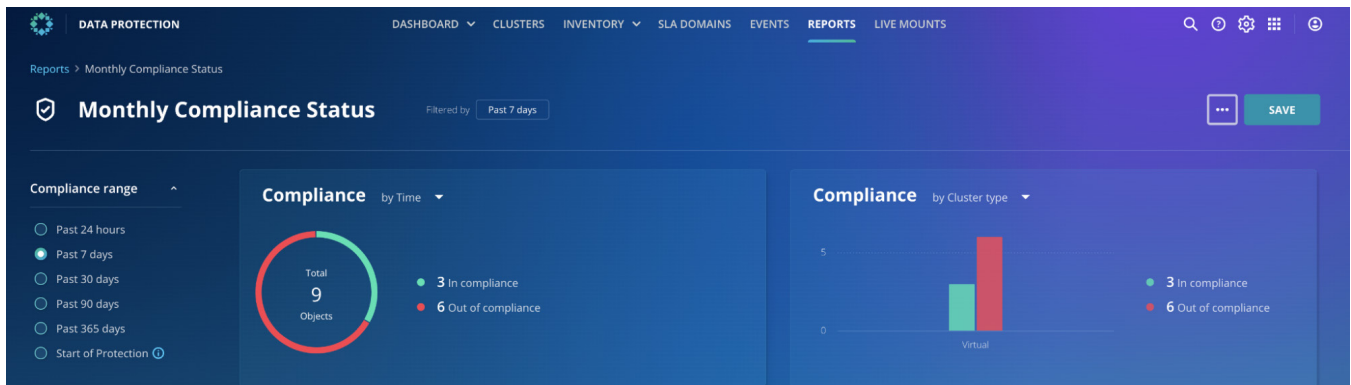 DATA PROTECTION
DASHBOARD CLUSTERS INVENTORY SLA DOMAINS EVENTS REPORTS LIVE MOUNTS
Reports > Monthly Compliance Status
Monthly Compliance Status
Filtered by Past 7 days
... SAVE
Compliance range
Past 24 hours
Past 7 days
Past 30 days
Past 90 days
Past 365 days
Start of Protection
Compliance by Time
Total
9
Objects
3 In compliance
6 Out of compliance
Compliance by Cluster type
5
0
Virtual
3 In compliance
6 Out of compliance